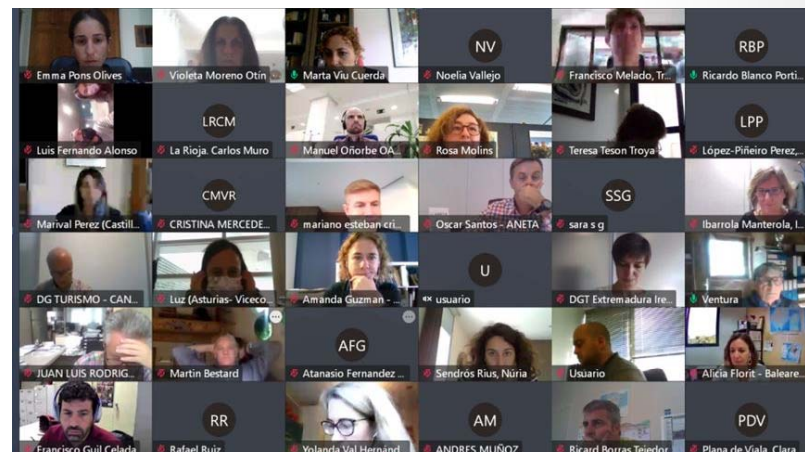 Emma Pons Olives
Violeta Moreno Otín
Marta Viu Cuerda
NV
Noelia Vallejo
Francisco Melado, Tr...
RBP
Ricardo Blanco Porti...
Luis Fernando Alonso
LRCM
La Rioja. Carlos Muro
Manuel Oñorbe OA...
Rosa Molins
Teresa Teson Troya
LPP
López-Piñeiro Perez,...
Marival Perez (Castill...
CMVR
CRISTINA MERCEDE...
mariano esteban cri...
Oscar Santos - ANETA
SSG
sara s g
Ibarrola Manterola, I...
DG TURISMO - CAN...
Luz (Asturias- Viceco...
Amanda Guzman - ...
U
usuario
DGT Extremadura Ire...
Ventura
JUAN LUIS RODRIG...
Martin Bestard
AFG
Atanasio Fernandez ...
Sendrós Rius, Núria
Usuario
Alicia Florit - Baleare...
Francisco Guil Celada
RR
Rafael Ruiz
Yolanda Val Hernánd...
AM
ANDRES MUÑOZ
Ricard Borras Tejedor
PDV
Plana de Viala, Clara